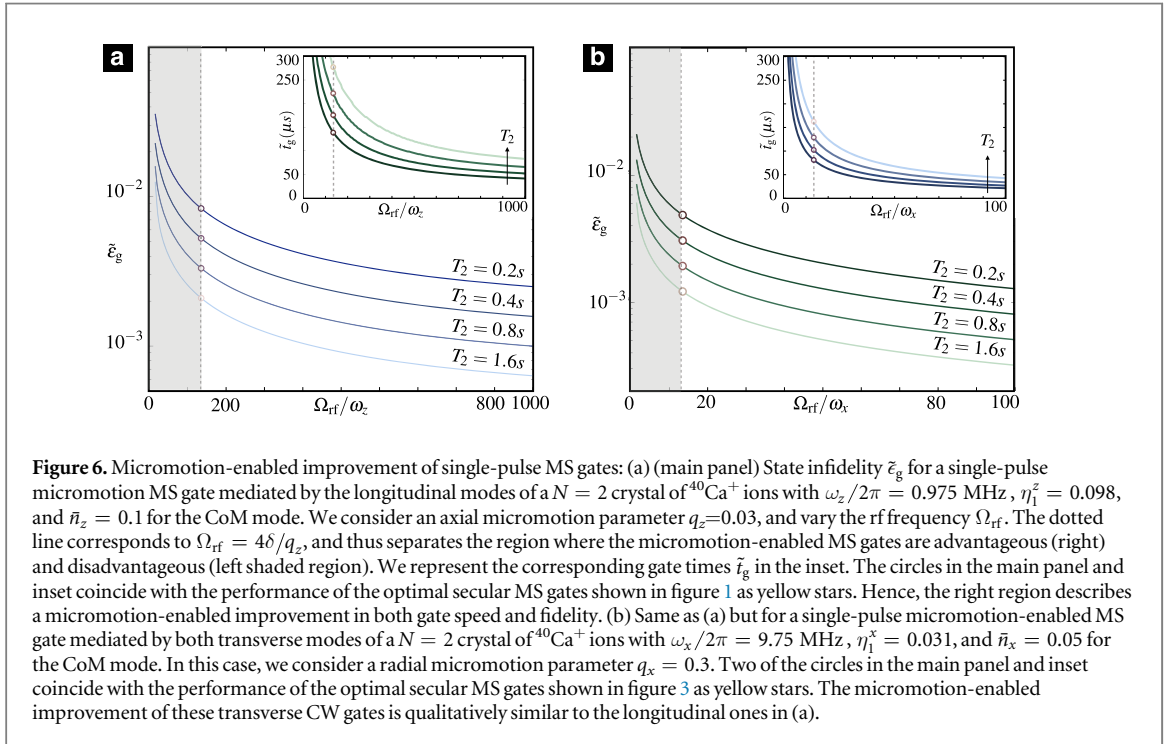 a
b
300
250
50
0
t̃g(μs)
T₂
0
Ωrf/ωz
1000
10⁻²
10⁻³
ε̃g
T₂ = 0.2s
T₂ = 0.4s
T₂ = 0.8s
T₂ = 1.6s
0
200
Ωrf/ωz
800 1000
300
250
50
0
t̃g(μs)
T₂
0
Ωrf/ωx
100
10⁻²
10⁻³
ε̃g
T₂ = 0.2s
T₂ = 0.4s
T₂ = 0.8s
T₂ = 1.6s
0
20
Ωrf/ωx
80
100
Figure 6. Micromotion-enabled improvement of single-pulse MS gates: (a) (main panel) State infidelity ε̃g for a single-pulse
micromotion MS gate mediated by the longitudinal modes of a N = 2 crystal of ⁴⁰Ca⁺ ions with ωz/2π = 0.975 MHz , η₁ᶻ = 0.098,
and n̄z = 0.1 for the CoM mode. We consider an axial micromotion parameter qz=0.03, and vary the rf frequency Ωrf. The dotted
line corresponds to Ωrf = 4δ/qz, and thus separates the region where the micromotion-enabled MS gates are advantageous (right)
and disadvantageous (left shaded region). We represent the corresponding gate times t̃g in the inset. The circles in the main panel and
inset coincide with the performance of the optimal secular MS gates shown in figure 1 as yellow stars. Hence, the right region describes
a micromotion-enabled improvement in both gate speed and fidelity. (b) Same as (a) but for a single-pulse micromotion-enabled MS
gate mediated by both transverse modes of a N = 2 crystal of ⁴⁰Ca⁺ ions with ωx/2π = 9.75 MHz , η₁ˣ = 0.031, and n̄x = 0.05 for
the CoM mode. In this case, we consider a radial micromotion parameter qx = 0.3. Two of the circles in the main panel and inset
coincide with the performance of the optimal secular MS gates shown in figure 3 as yellow stars. The micromotion-enabled
improvement of these transverse CW gates is qualitatively similar to the longitudinal ones in (a).